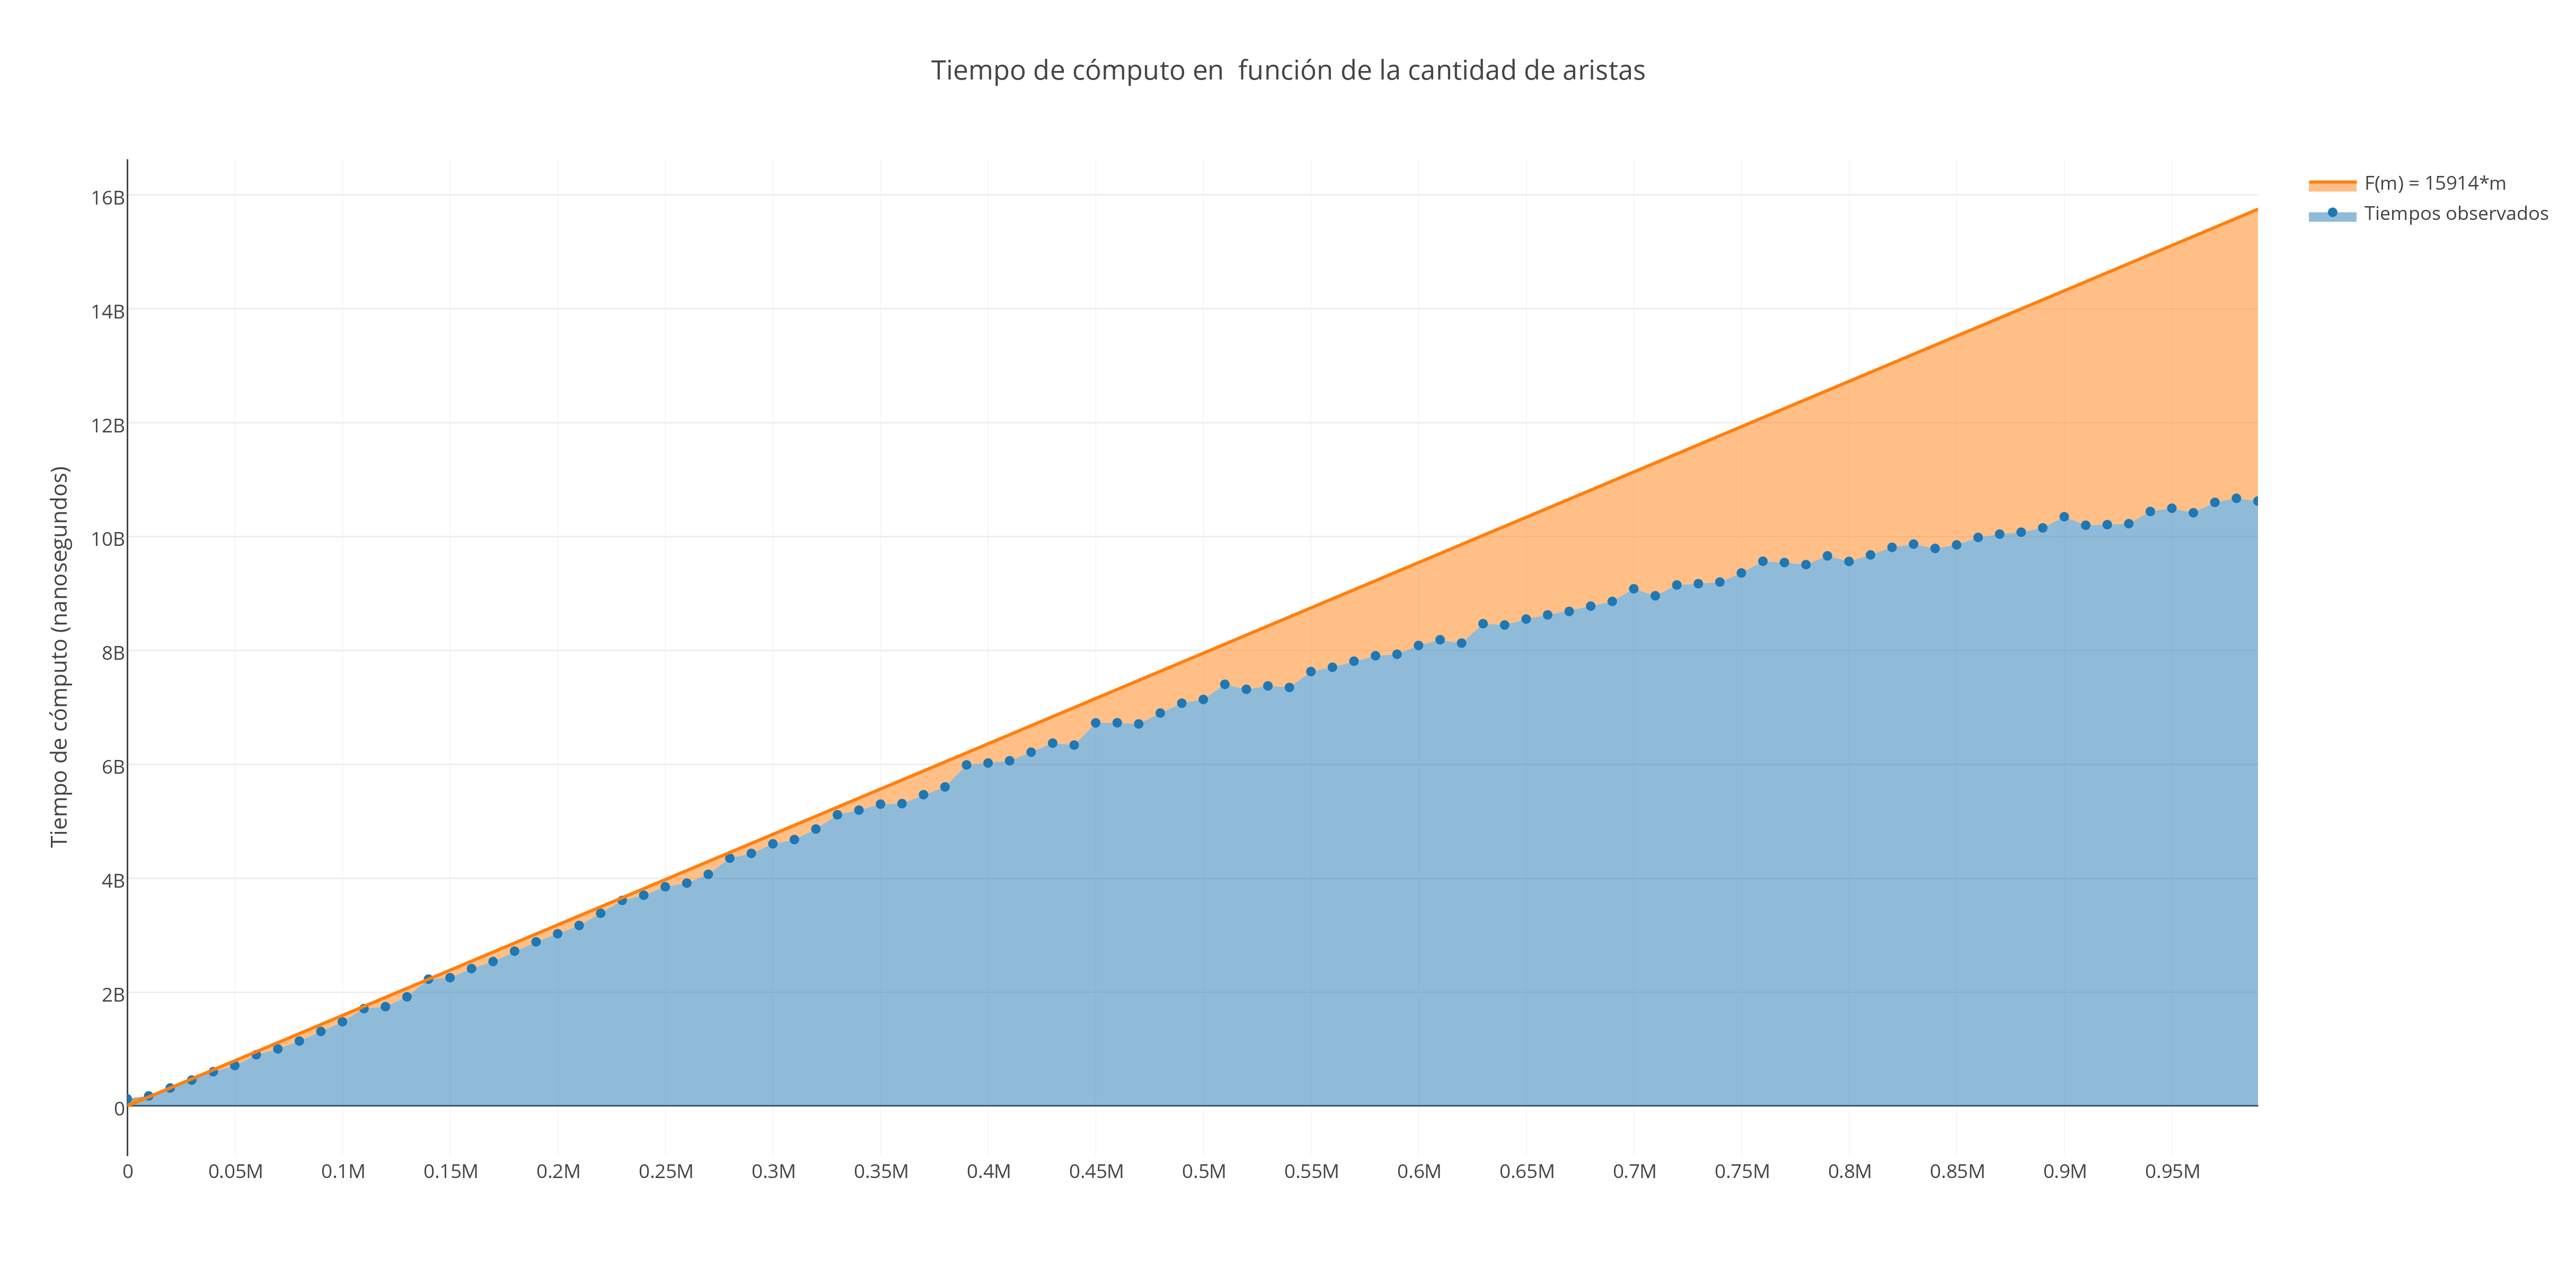 Tiempo de cómputo en  función de la cantidad de aristas
F(m) = 15914*m
Tiempos observados
Tiempo de cómputo (nanosegundos)
16B
14B
12B
10B
8B
6B
4B
2B
0
0 0.05M 0.1M 0.15M 0.2M 0.25M 0.3M 0.35M 0.4M 0.45M 0.5M 0.55M 0.6M 0.65M 0.7M 0.75M 0.8M 0.85M 0.9M 0.95M